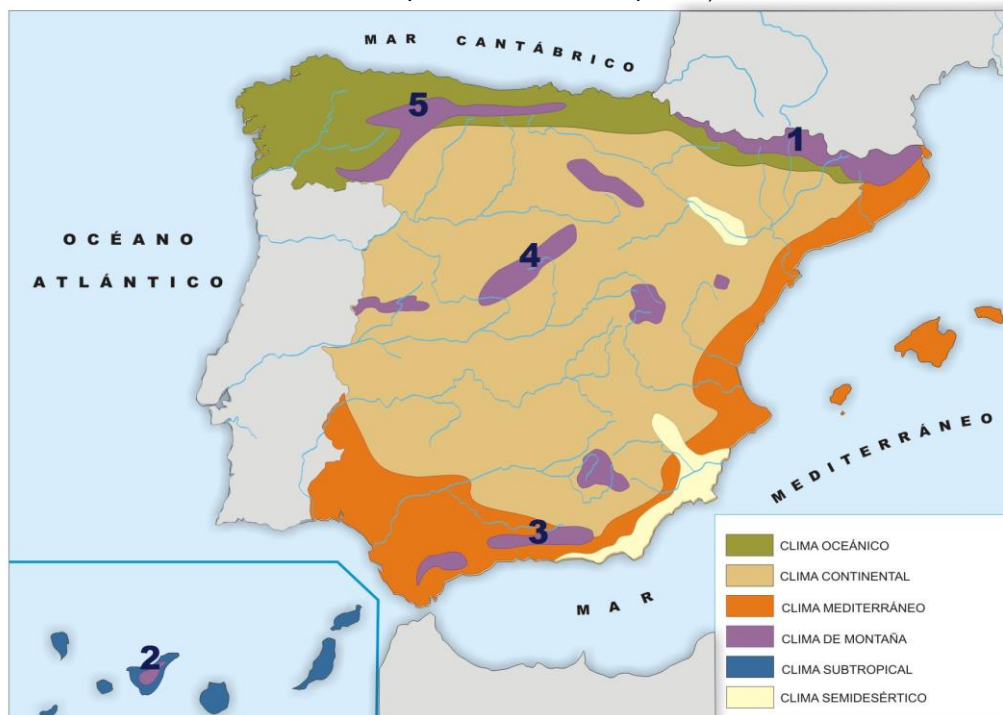 MAR CANTÁBRICO
5
1
OCÉANO
ATLÁNTICO
4
MEDITERRÁNEO
3
MAR
2
CLIMA OCEÁNICO
CLIMA CONTINENTAL
CLIMA MEDITERRÁNEO
CLIMA DE MONTAÑA
CLIMA SUBTROPICAL
CLIMA SEMIDESÉRTICO